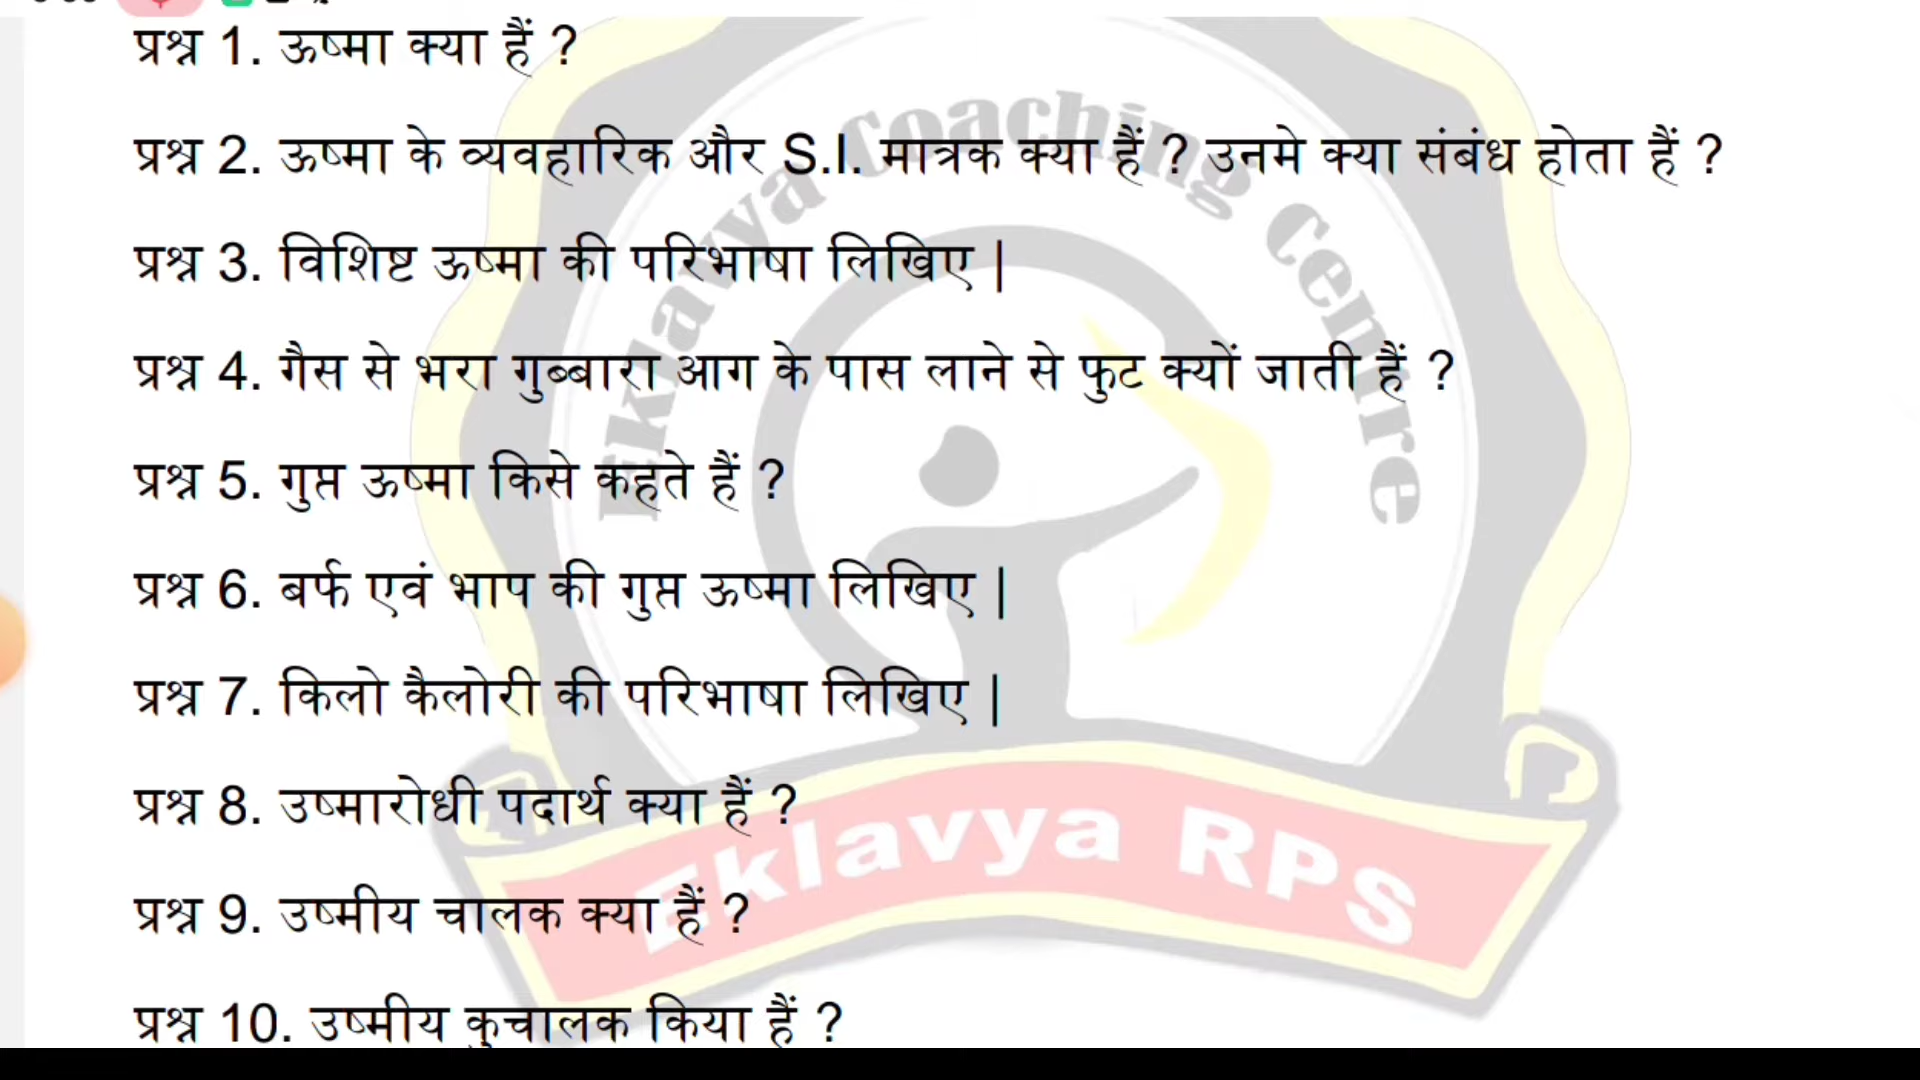 प्रश्न 1. ऊष्मा क्या हैं ?
प्रश्न 2. ऊष्मा के व्यवहारिक और S.I. मात्रक क्या हैं ? उनमे क्या संबंध होता हैं ?
प्रश्न 3. विशिष्ट ऊष्मा की परिभाषा लिखिए |
प्रश्न 4. गैस से भरा गुब्बारा आग के पास लाने से फुट क्यों जाती हैं ?
प्रश्न 5. गुप्त ऊष्मा किसे कहते हैं ?
प्रश्न 6. बर्फ एवं भाप की गुप्त ऊष्मा लिखिए |
प्रश्न 7. किलो कैलोरी की परिभाषा लिखिए |
प्रश्न 8. उष्मारोधी पदार्थ क्या हैं ?
प्रश्न 9. उष्मीय चालक क्या हैं ?
प्रश्न 10. उष्मीय कुचालक किया हैं ?
Eklavya Coaching Centre
Eklavya RPS